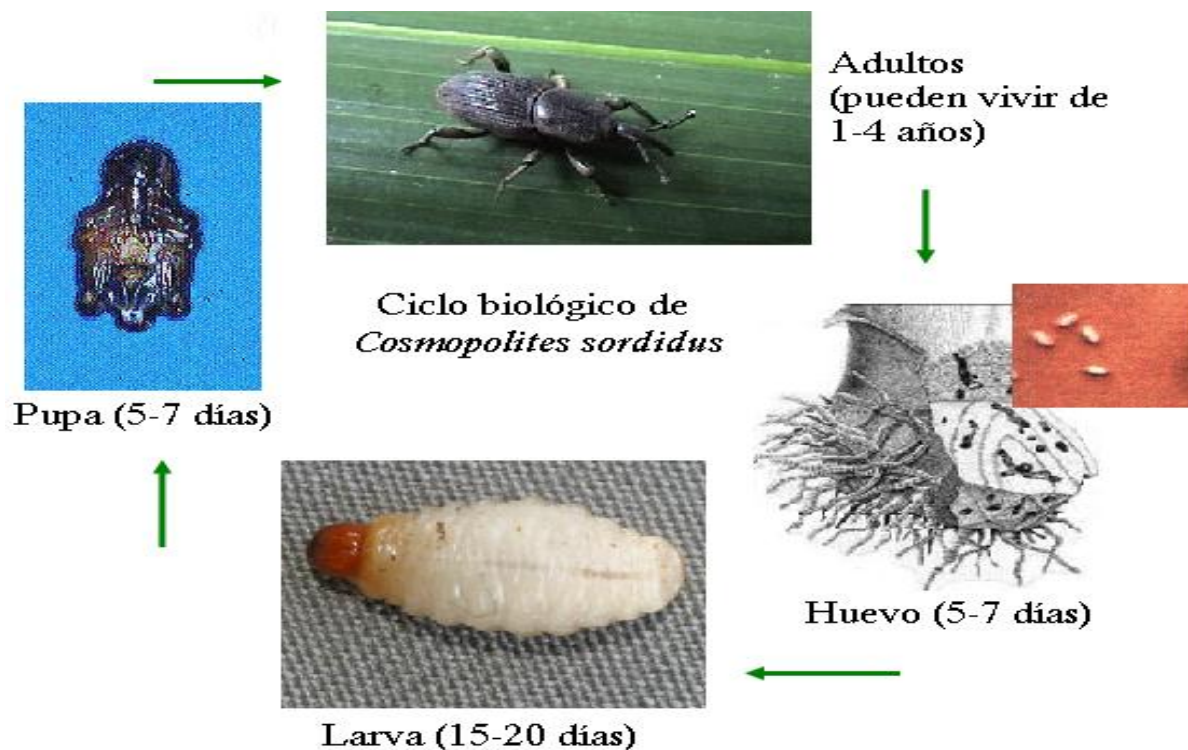 Adultos
(pueden vivir de
1-4 años)
Ciclo biológico de
Cosmopolites sordidus
Pupa (5-7 días)
Huevo (5-7 días)
Larva (15-20 días)